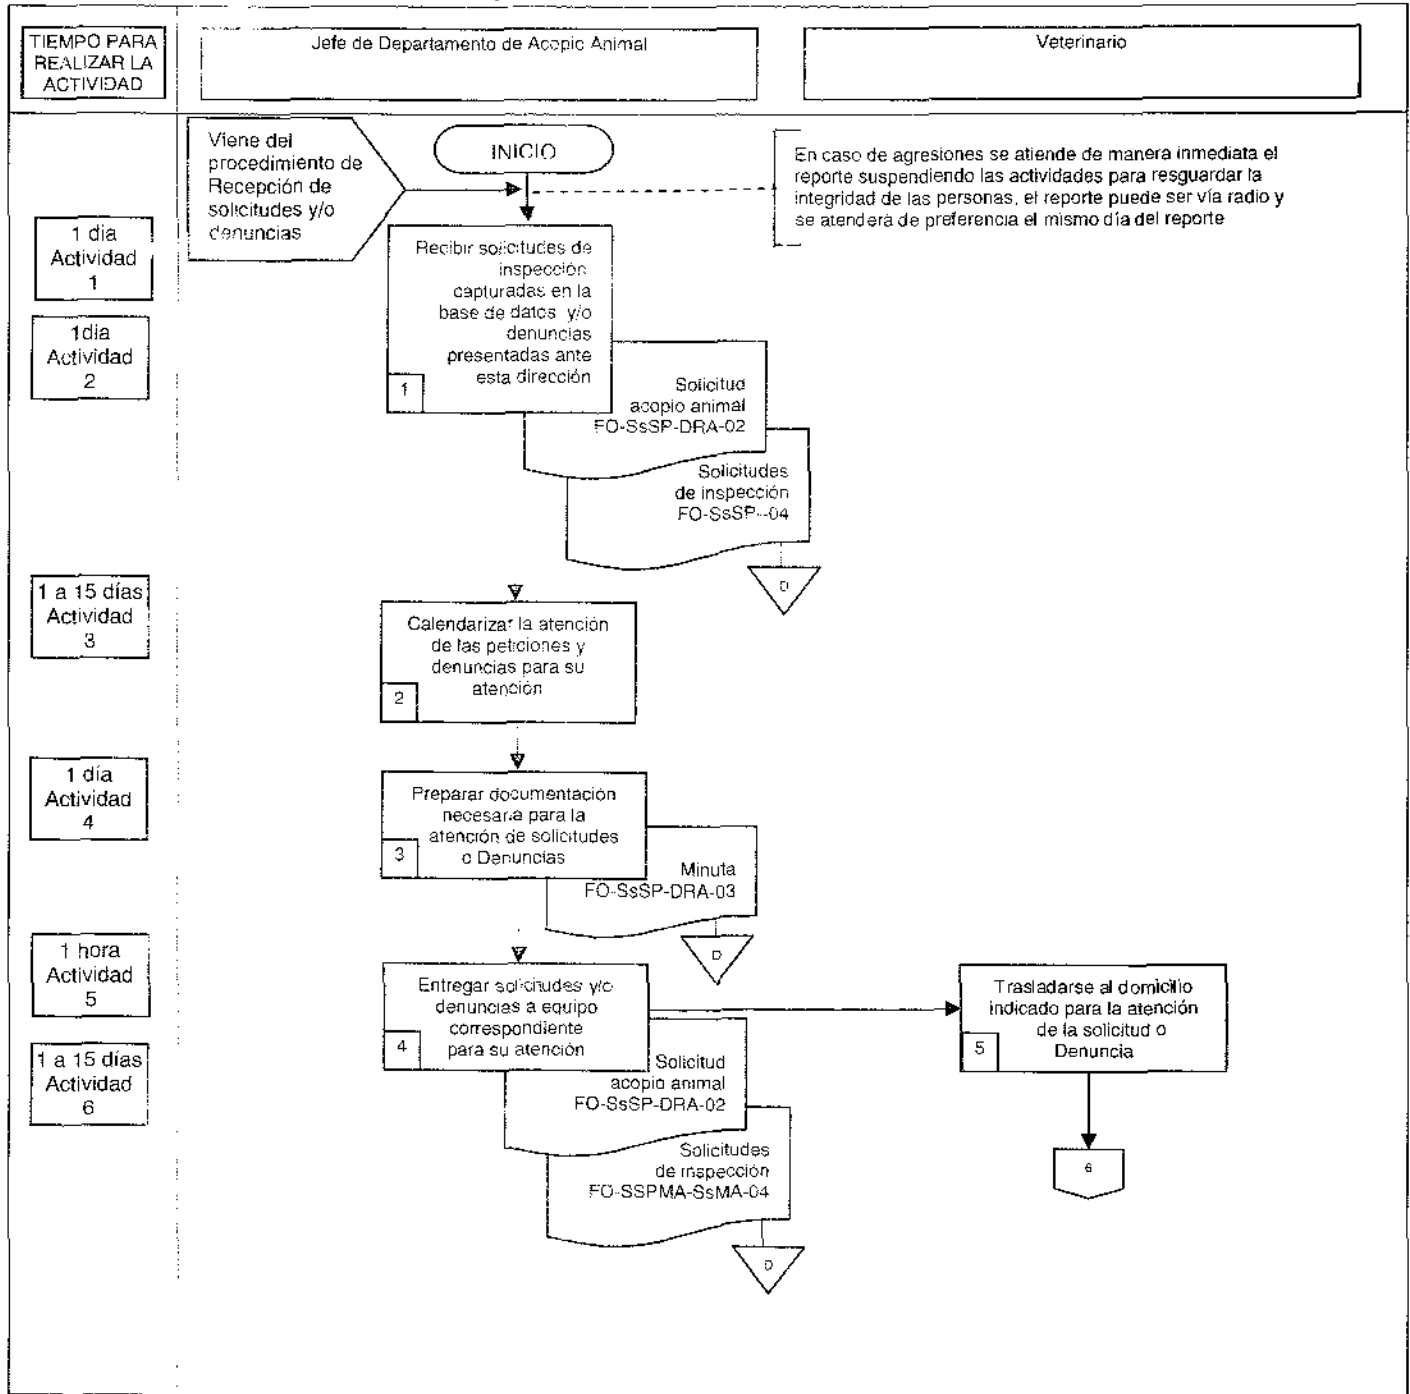 TIEMPO PARA
REALIZAR LA
ACTIVIDAD
Jefe de Departamento de Acopio Animal
Veterinario
Viene del
procedimiento de
Recepción de
solicitudes y/o
denuncias
INICIO
En caso de agresiones se atiende de manera inmediata el
reporte suspendiendo las actividades para resguardar la
integridad de las personas, el reporte puede ser vía radio y
se atenderá de preferencia el mismo día del reporte
1 día
Actividad
1
Recibir solicitudes de
inspección
capturadas en la
base de datos y/o
denuncias
presentadas ante
esta dirección
1
1día
Actividad
2
Solicitud
acopio animal
FO-SsSP-DRA-02
Solicitudes
de inspección
FO-SsSP--04
D
1 a 15 días
Actividad
3
Calendarizar la atención
de las peticiones y
denuncias para su
atención
2
1 día
Actividad
4
Preparar documentación
necesaria para la
atención de solicitudes
o Denuncias
3
Minuta
FO-SsSP-DRA-03
D
1 hora
Actividad
5
Entregar solicitudes y/o
denuncias a equipo
correspondiente
para su atención
4
Trasladarse al domicilio
indicado para la atención
de la solicitud o
Denuncia
5
1 a 15 días
Actividad
6
Solicitud
acopio animal
FO-SsSP-DRA-02
Solicitudes
de inspección
FO-SSPMA-SsMA-04
D
6